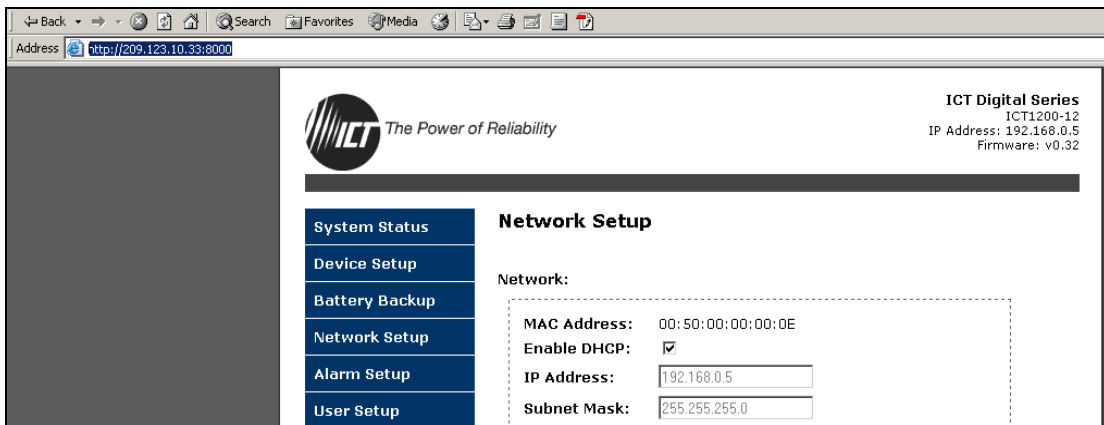 Back Search Favorites Media
Address http://209.123.10.33:8000
ICT The Power of Reliability
ICT Digital Series
ICT1200-12
IP Address: 192.168.0.5
Firmware: v0.32
System Status
Device Setup
Battery Backup
Network Setup
Alarm Setup
User Setup
Network Setup
Network:
MAC Address: 00:50:00:00:00:0E
Enable DHCP:
IP Address: 192.168.0.5
Subnet Mask: 255.255.255.0